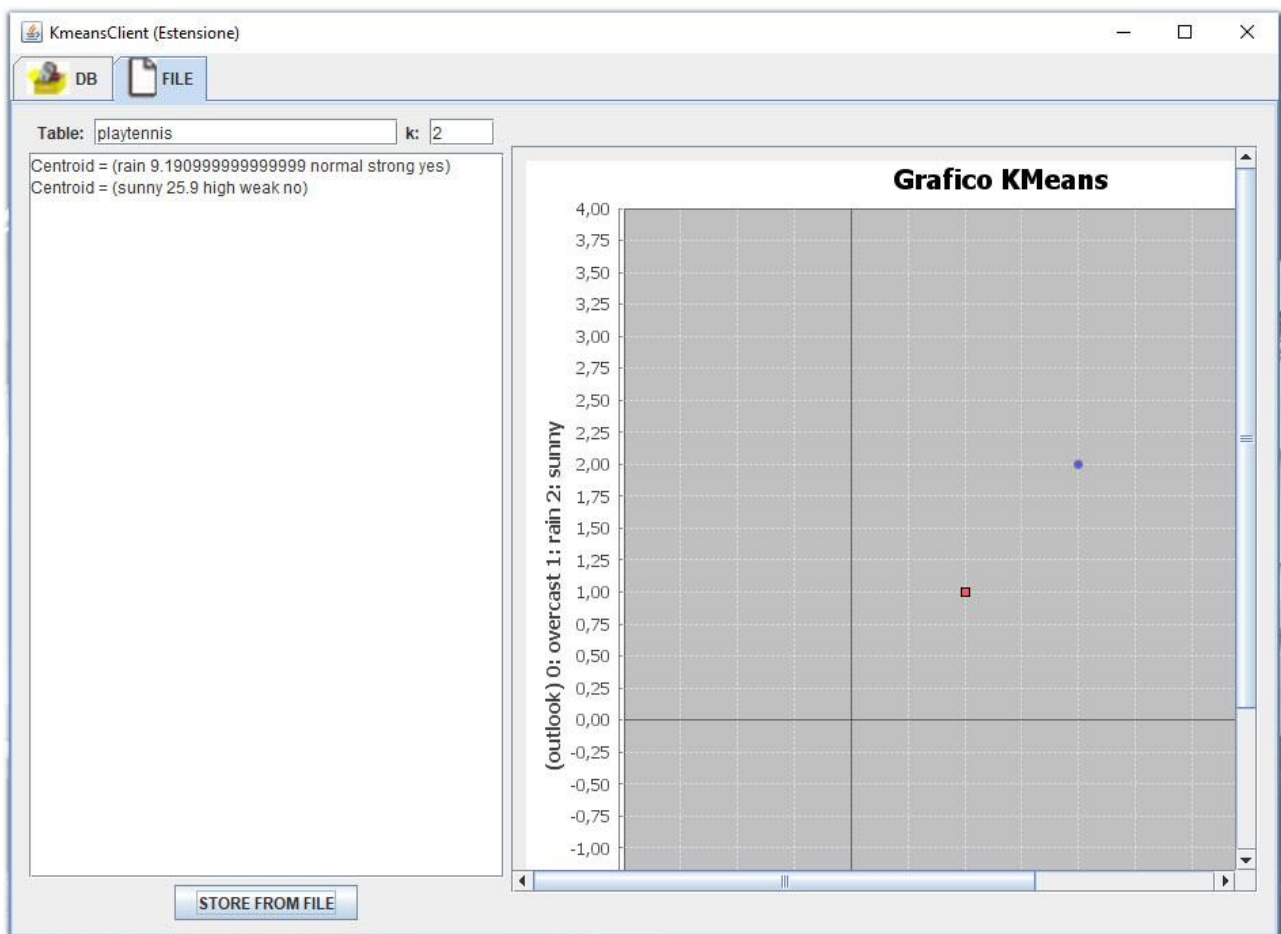 KmeansClient (Estensione)
DB
FILE
Table: playtennis k: 2
Centroid = (rain 9.190999999999999 normal strong yes)
Centroid = (sunny 25.9 high weak no)
STORE FROM FILE
Grafico KMeans
(outlook) 0: overcast 1: rain 2: sunny
4,00
3,75
3,50
3,25
3,00
2,75
2,50
2,25
2,00
1,75
1,50
1,25
1,00
0,75
0,50
0,25
0,00
-0,25
-0,50
-0,75
-1,00